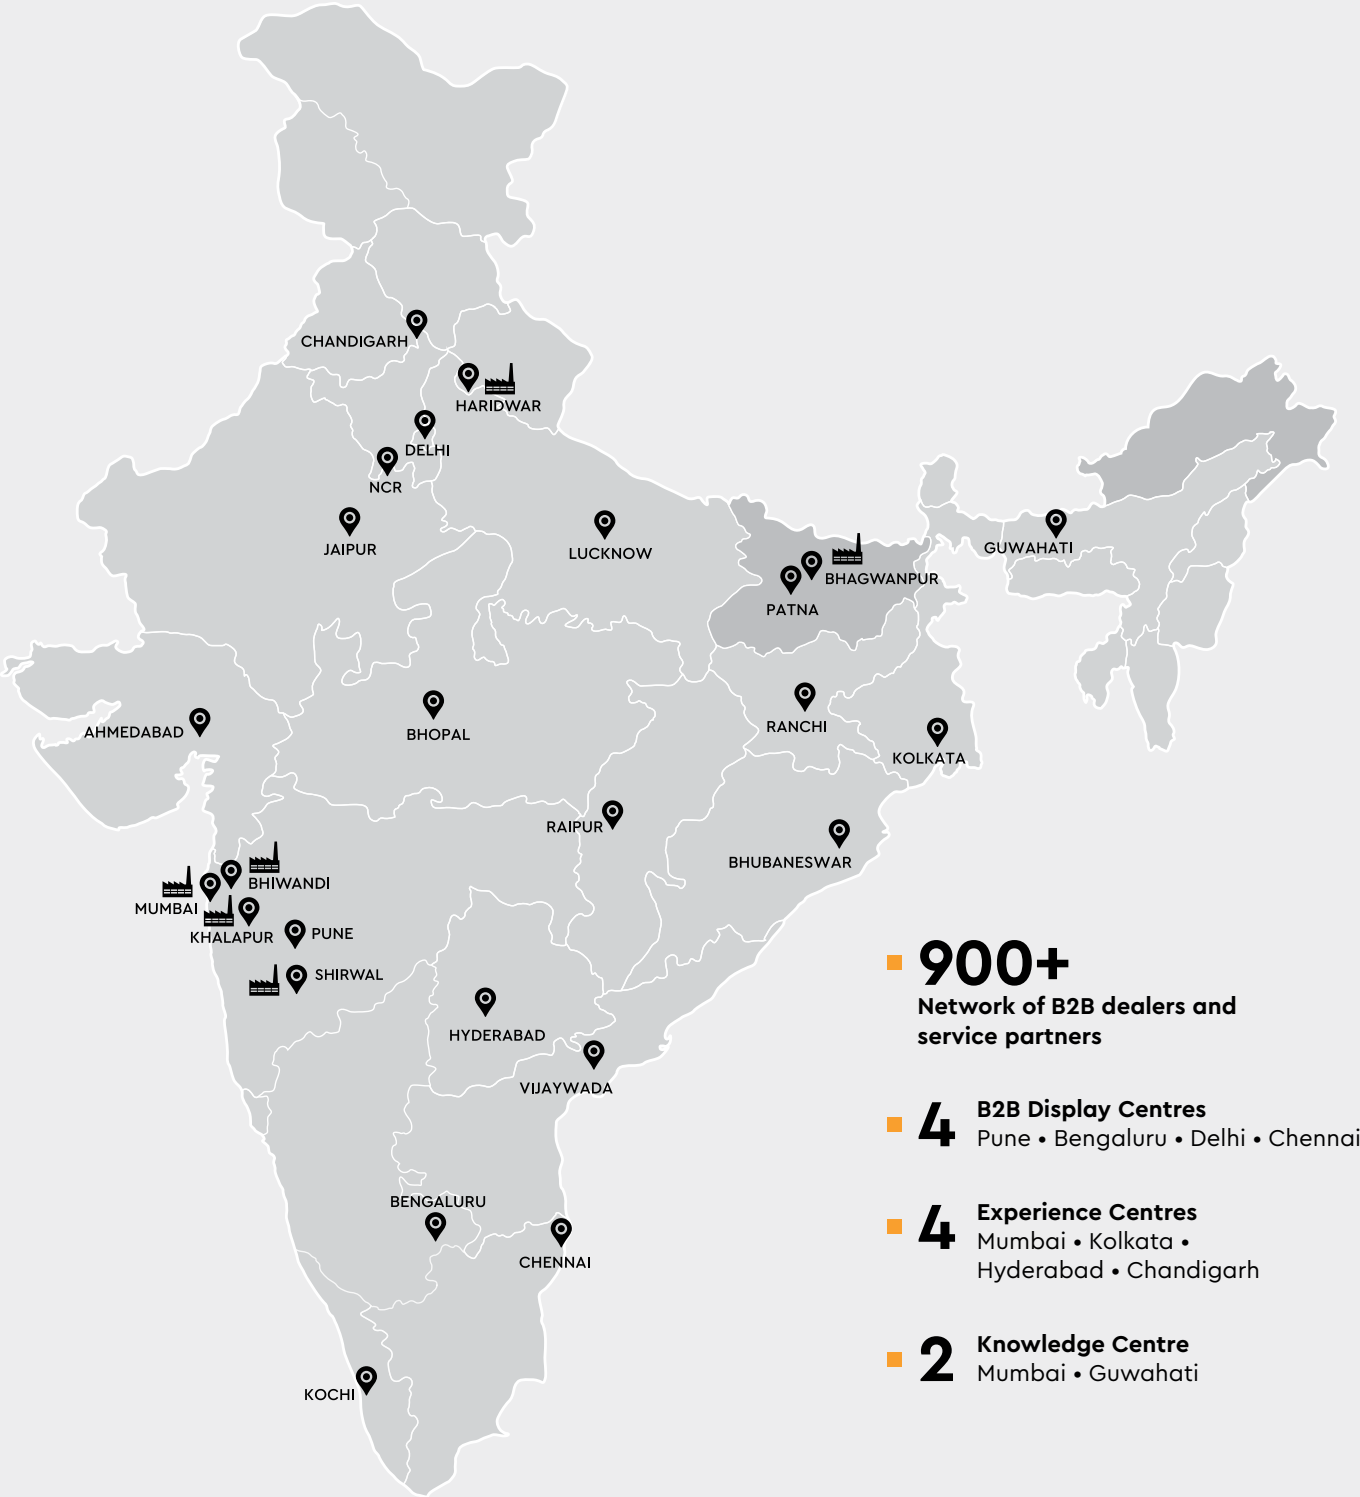 CHANDIGARH
HARIDWAR
DELHI
NCR
JAIPUR
LUCKNOW
GUWAHATI
BHAGWANPUR
PATNA
AHMEDABAD
BHOPAL
RANCHI
KOLKATA
RAIPUR
BHUBANESWAR
BHIWANDI
MUMBAI
KHALAPUR
PUNE
SHIRWAL
HYDERABAD
VIJAYWADA
BENGALURU
CHENNAI
KOCHI
900+
Network of B2B dealers and
service partners
4
B2B Display Centres
Pune • Bengaluru • Delhi • Chennai
4
Experience Centres
Mumbai • Kolkata •
Hyderabad • Chandigarh
2
Knowledge Centre
Mumbai • Guwahati